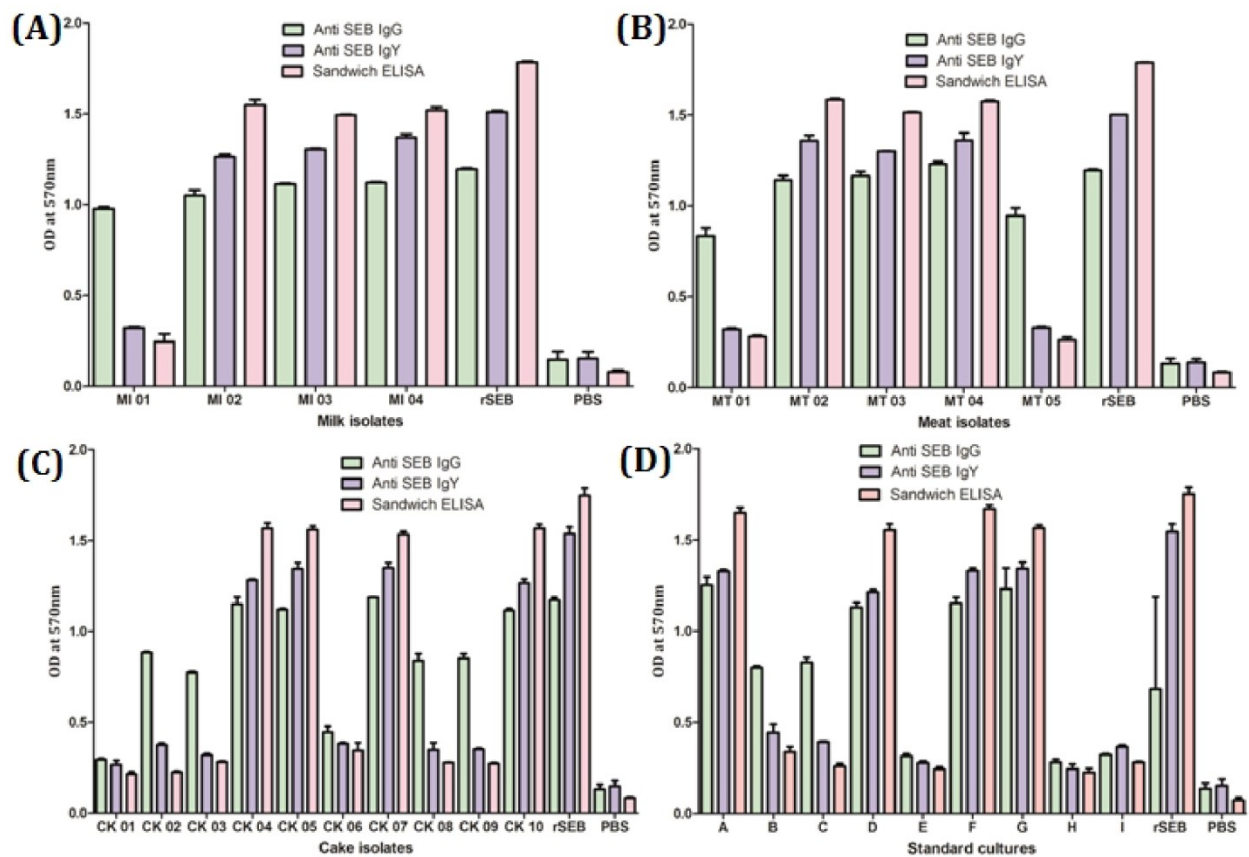 (A)
2.0
1.5
1.0
0.5
0.0
OD at 570nm
Anti SEB IgG
Anti SEB IgY
Sandwich ELISA
MI 01 MI 02 MI 03 MI 04 rSEB PBS
Milk isolates
(B)
2.0
1.5
1.0
0.5
0.0
OD at 570nm
Anti SEB IgG
Anti SEB IgY
Sandwich ELISA
MT 01 MT 02 MT 03 MT 04 MT 05 rSEB PBS
Meat isolates
(C)
2.0
1.5
1.0
0.5
0.0
OD at 570nm
Anti SEB IgG
Anti SEB IgY
Sandwich ELISA
CK 01 CK 02 CK 03 CK 04 CK 05 CK 06 CK 07 CK 08 CK 09 CK 10 rSEB PBS
Cake isolates
(D)
2.0
1.5
1.0
0.5
0.0
OD at 570nm
Anti SEB IgG
Anti SEB IgY
Sandwich ELISA
A B C D E F G H I rSEB PBS
Standard cultures